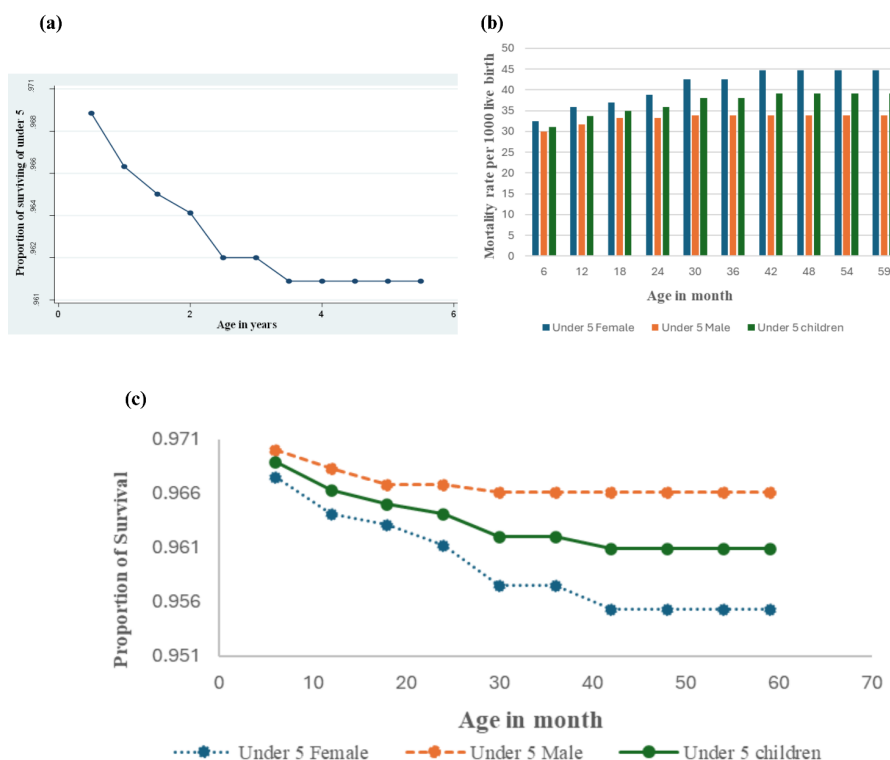 (a)
Proportion of surviving of under 5
.971
.968
.966
.964
.962
.961
0
2
4
6
Age in years
(b)
Mortality rate per 1000 live birth
50
45
40
35
30
25
20
15
10
5
0
6 12 18 24 30 36 42 48 54 59
Age in month
Under 5 Female Under 5 Male Under 5 children
(c)
Proportion of Survival
0.971
0.966
0.961
0.956
0.951
0 10 20 30 40 50 60 70
Age in month
Under 5 Female Under 5 Male Under 5 children